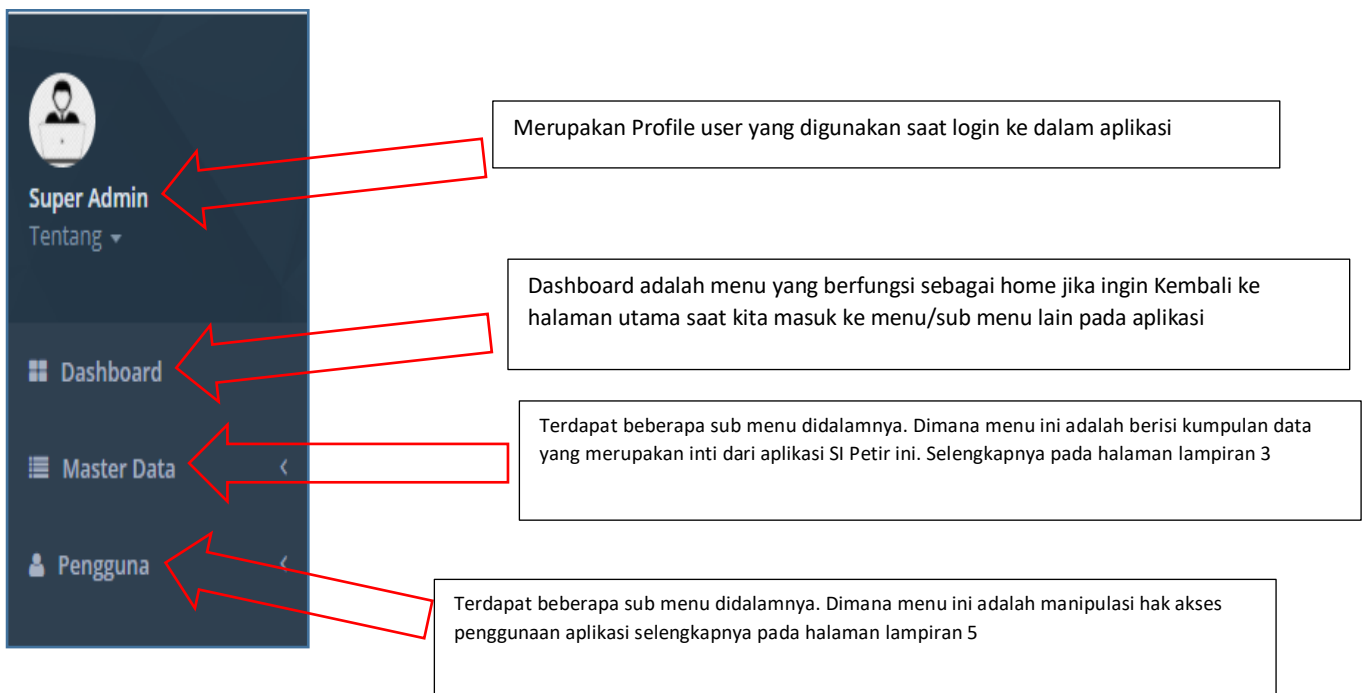 Super Admin
Tentang
Merupakan Profile user yang digunakan saat login ke dalam aplikasi
Dashboard
Dashboard adalah menu yang berfungsi sebagai home jika ingin Kembali ke
halaman utama saat kita masuk ke menu/sub menu lain pada aplikasi
Master Data
Terdapat beberapa sub menu didalamnya. Dimana menu ini adalah berisi kumpulan data
yang merupakan inti dari aplikasi SI Petir ini. Selengkapnya pada halaman lampiran 3
Pengguna
Terdapat beberapa sub menu didalamnya. Dimana menu ini adalah manipulasi hak akses
penggunaan aplikasi selengkapnya pada halaman lampiran 5